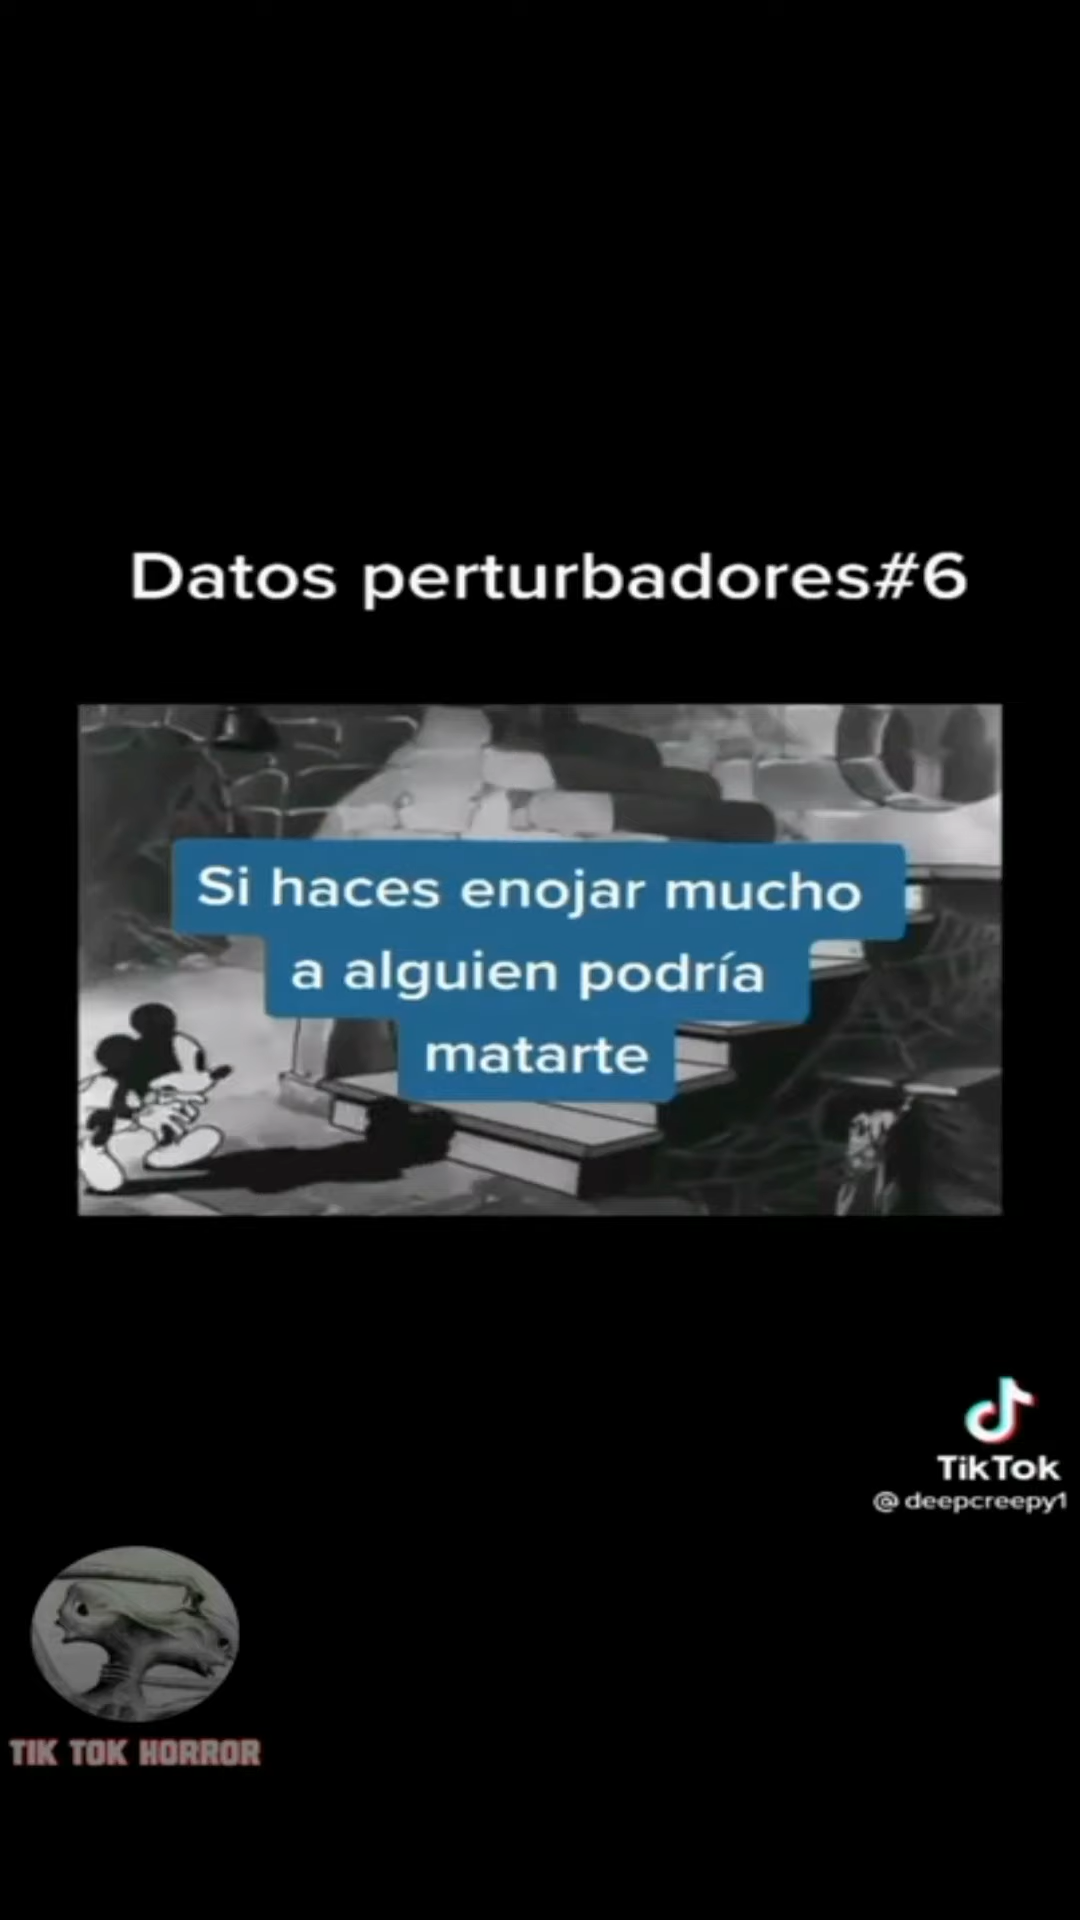 Datos perturbadores#6
Si haces enojar mucho
a alguien podría
matarte
TikTok
@deepcreepy1
TIK TOK HORROR